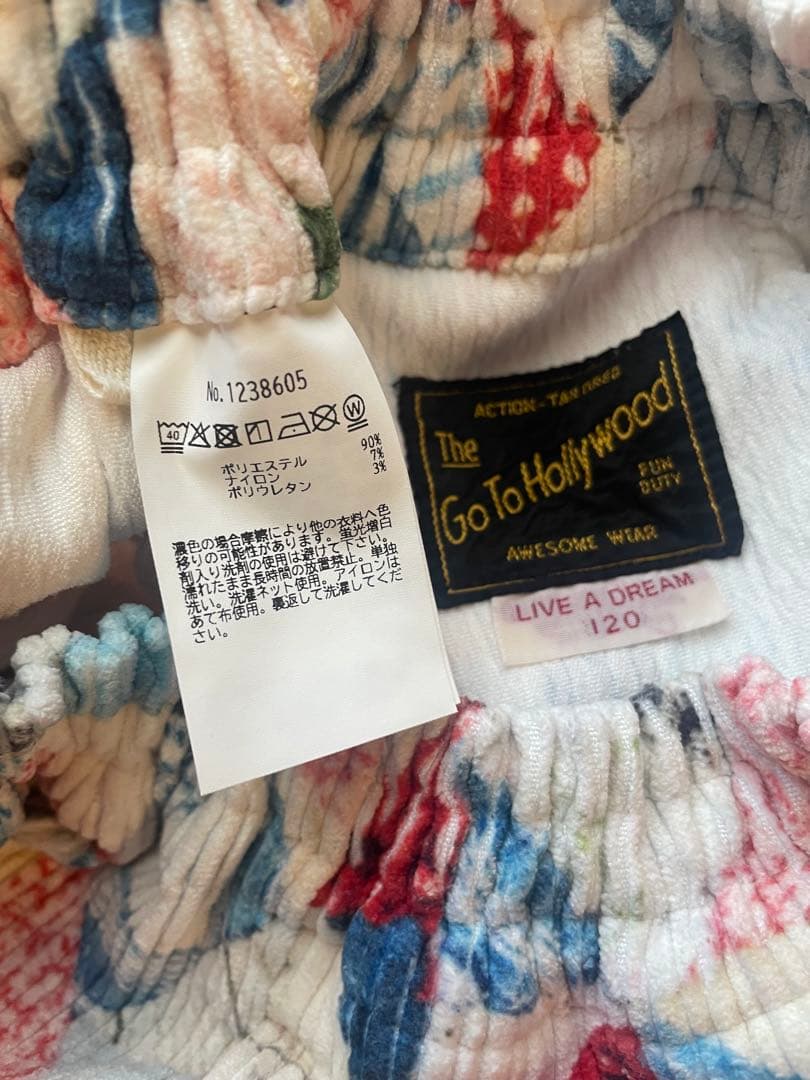 No.1238605
40 W
ポリエステル 90%
ナイロン 7%
ポリウレタン 3%
濃色の場合摩擦により他の衣料へ色
移りの可能性があります。蛍光増白
剤入り洗剤の使用は避けて下さい。
濡れたまま長時間の放置禁止。単独
洗い。洗濯ネット使用。アイロンは
あて布使用。裏返して洗濯してくだ
さい。
ACTION-TAILORED
The
Go To Hollywood
FUN
DUTY
AWESOME WEAR
LIVE A DREAM
120